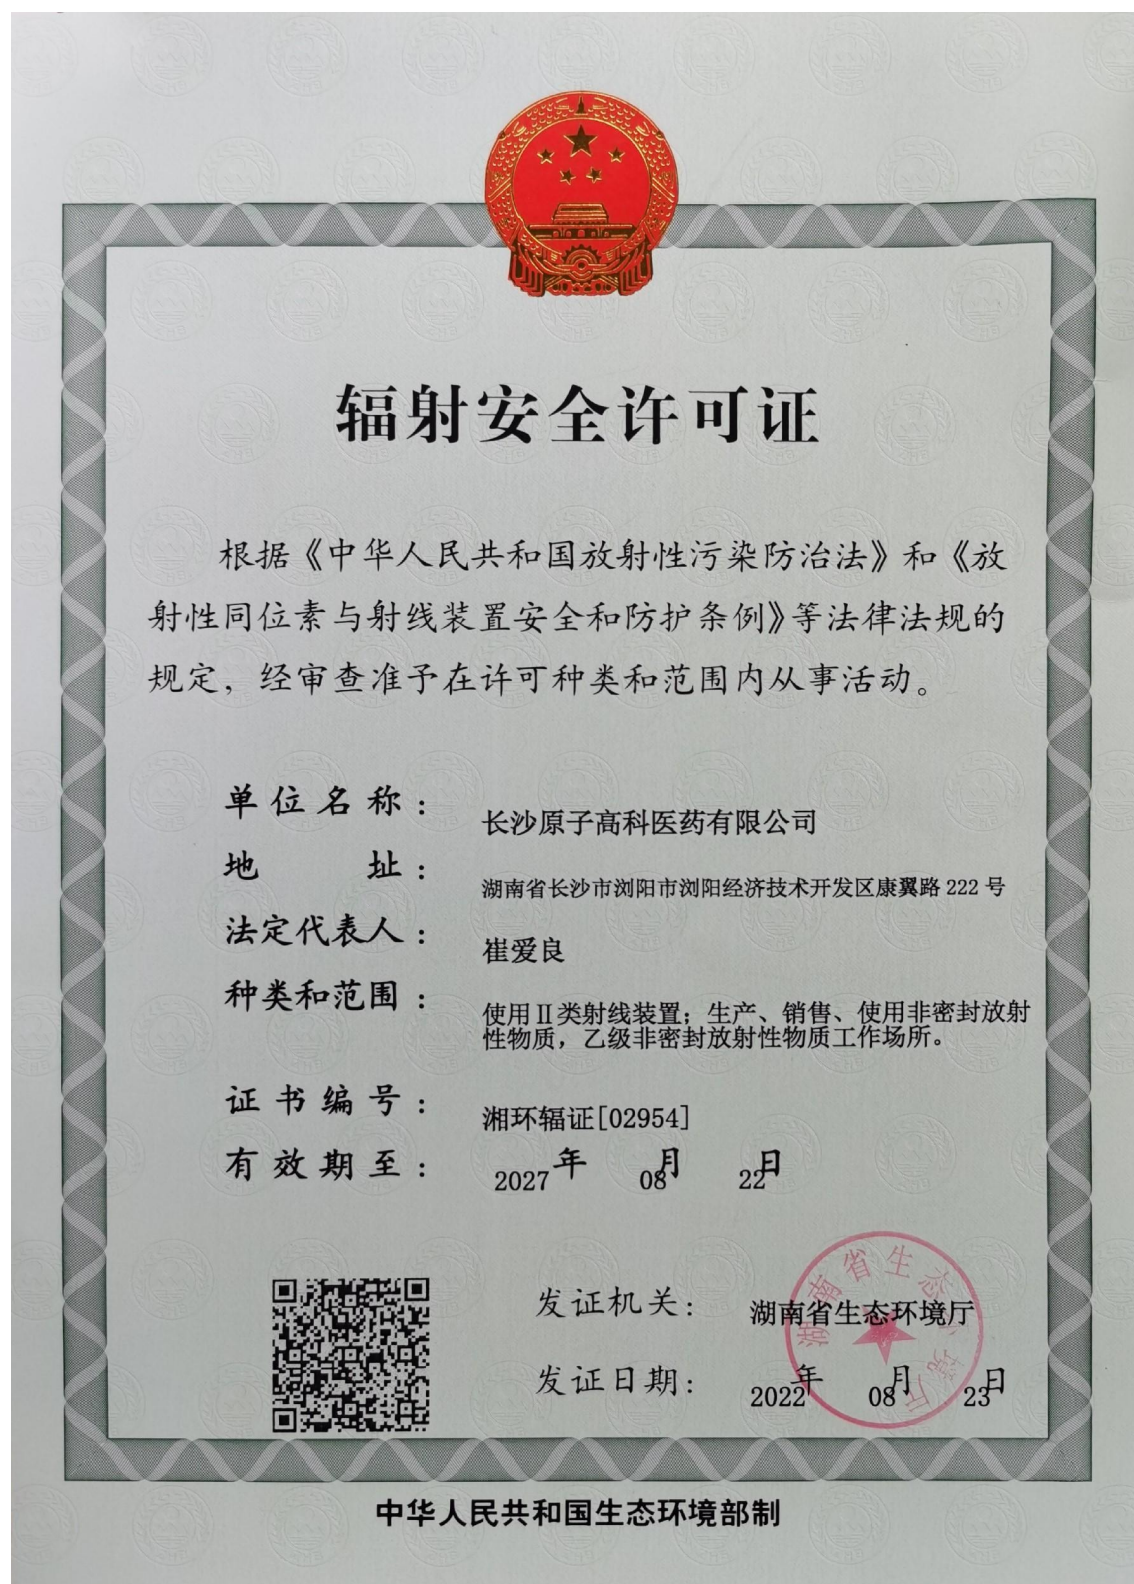 辐射安全许可证
根据《中华人民共和国放射性污染防治法》和《放
射性同位素与射线装置安全和防护条例》等法律法规的
规定，经审查准予在许可种类和范围内从事活动。
单位名称：长沙原子高科医药有限公司
地址：湖南省长沙市浏阳市浏阳经济技术开发区康翼路 222 号
法定代表人：崔爱良
种类和范围：使用Ⅱ类射线装置；生产、销售、使用非密封放射
性物质，乙级非密封放射性物质工作场所。
证书编号：湘环辐证[02954]
有效期至：2027年08月22日
发证机关：湖南省生态环境厅
发证日期：2022年08月23日
湖南省生态环境厅
中华人民共和国生态环境部制